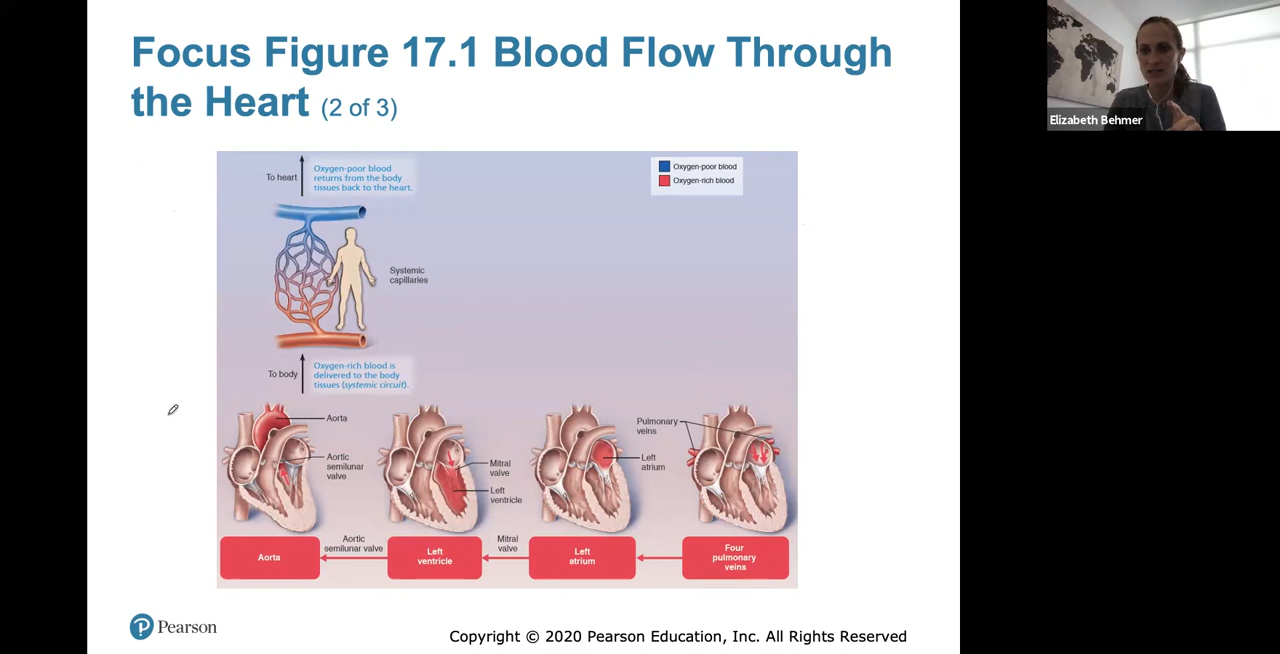 Focus Figure 17.1 Blood Flow Through
the Heart (2 of 3)
Elizabeth Behmer
To heart
Oxygen-poor blood
returns from the body
tissues back to the heart.
Oxygen-poor blood
Oxygen-rich blood
Systemic
capillaries
To body
Oxygen-rich blood is
delivered to the body
tissues (systemic circuit).
Aorta
Aortic
semilunar
valve
Mitral
valve
Left
ventricle
Pulmonary
veins
Left
atrium
Aorta
Aortic
semilunar valve
Left
ventricle
Mitral
valve
Left
atrium
Four
pulmonary
veins
P Pearson
Copyright © 2020 Pearson Education, Inc. All Rights Reserved